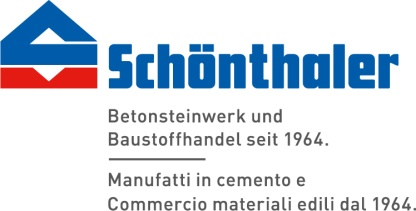 Schönthaler
Betonsteinwerk und
Baustoffhandel seit 1964.
Manufatti in cemento e
Commercio materiali edili dal 1964.